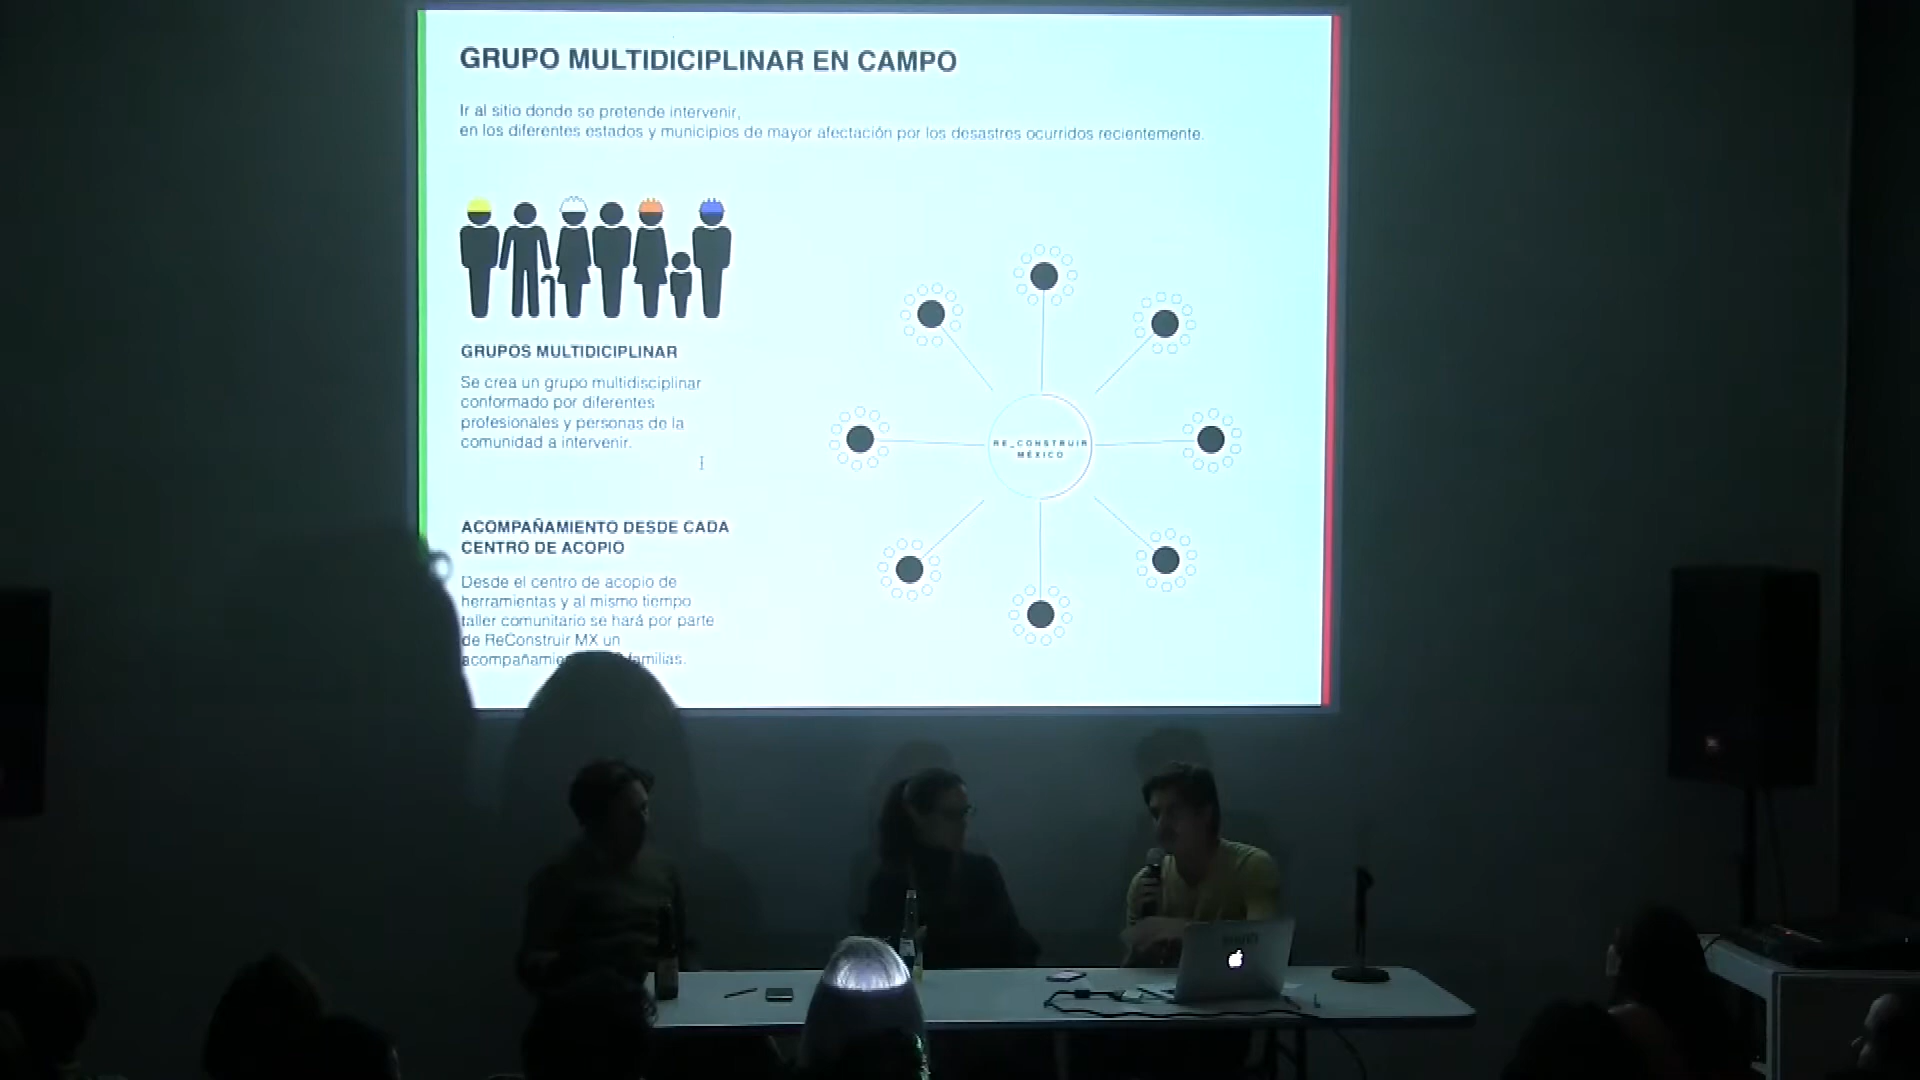 GRUPO MULTIDICIPLINAR EN CAMPO
Ir al sitio donde se pretende intervenir,
en los diferentes estados y municipios de mayor afectación por los desastres ocurridos recientemente.
GRUPOS MULTIDICIPLINAR
Se crea un grupo multidisciplinar
conformado por diferentes
profesionales y personas de la
comunidad a intervenir.
ACOMPAÑAMIENTO DESDE CADA
CENTRO DE ACOPIO
Desde el centro de acopio de
herramientas y al mismo tiempo
taller comunitario se hará por parte
de ReConstruir MX un
familias.
RE_CONSTRUIR
MÉXICO